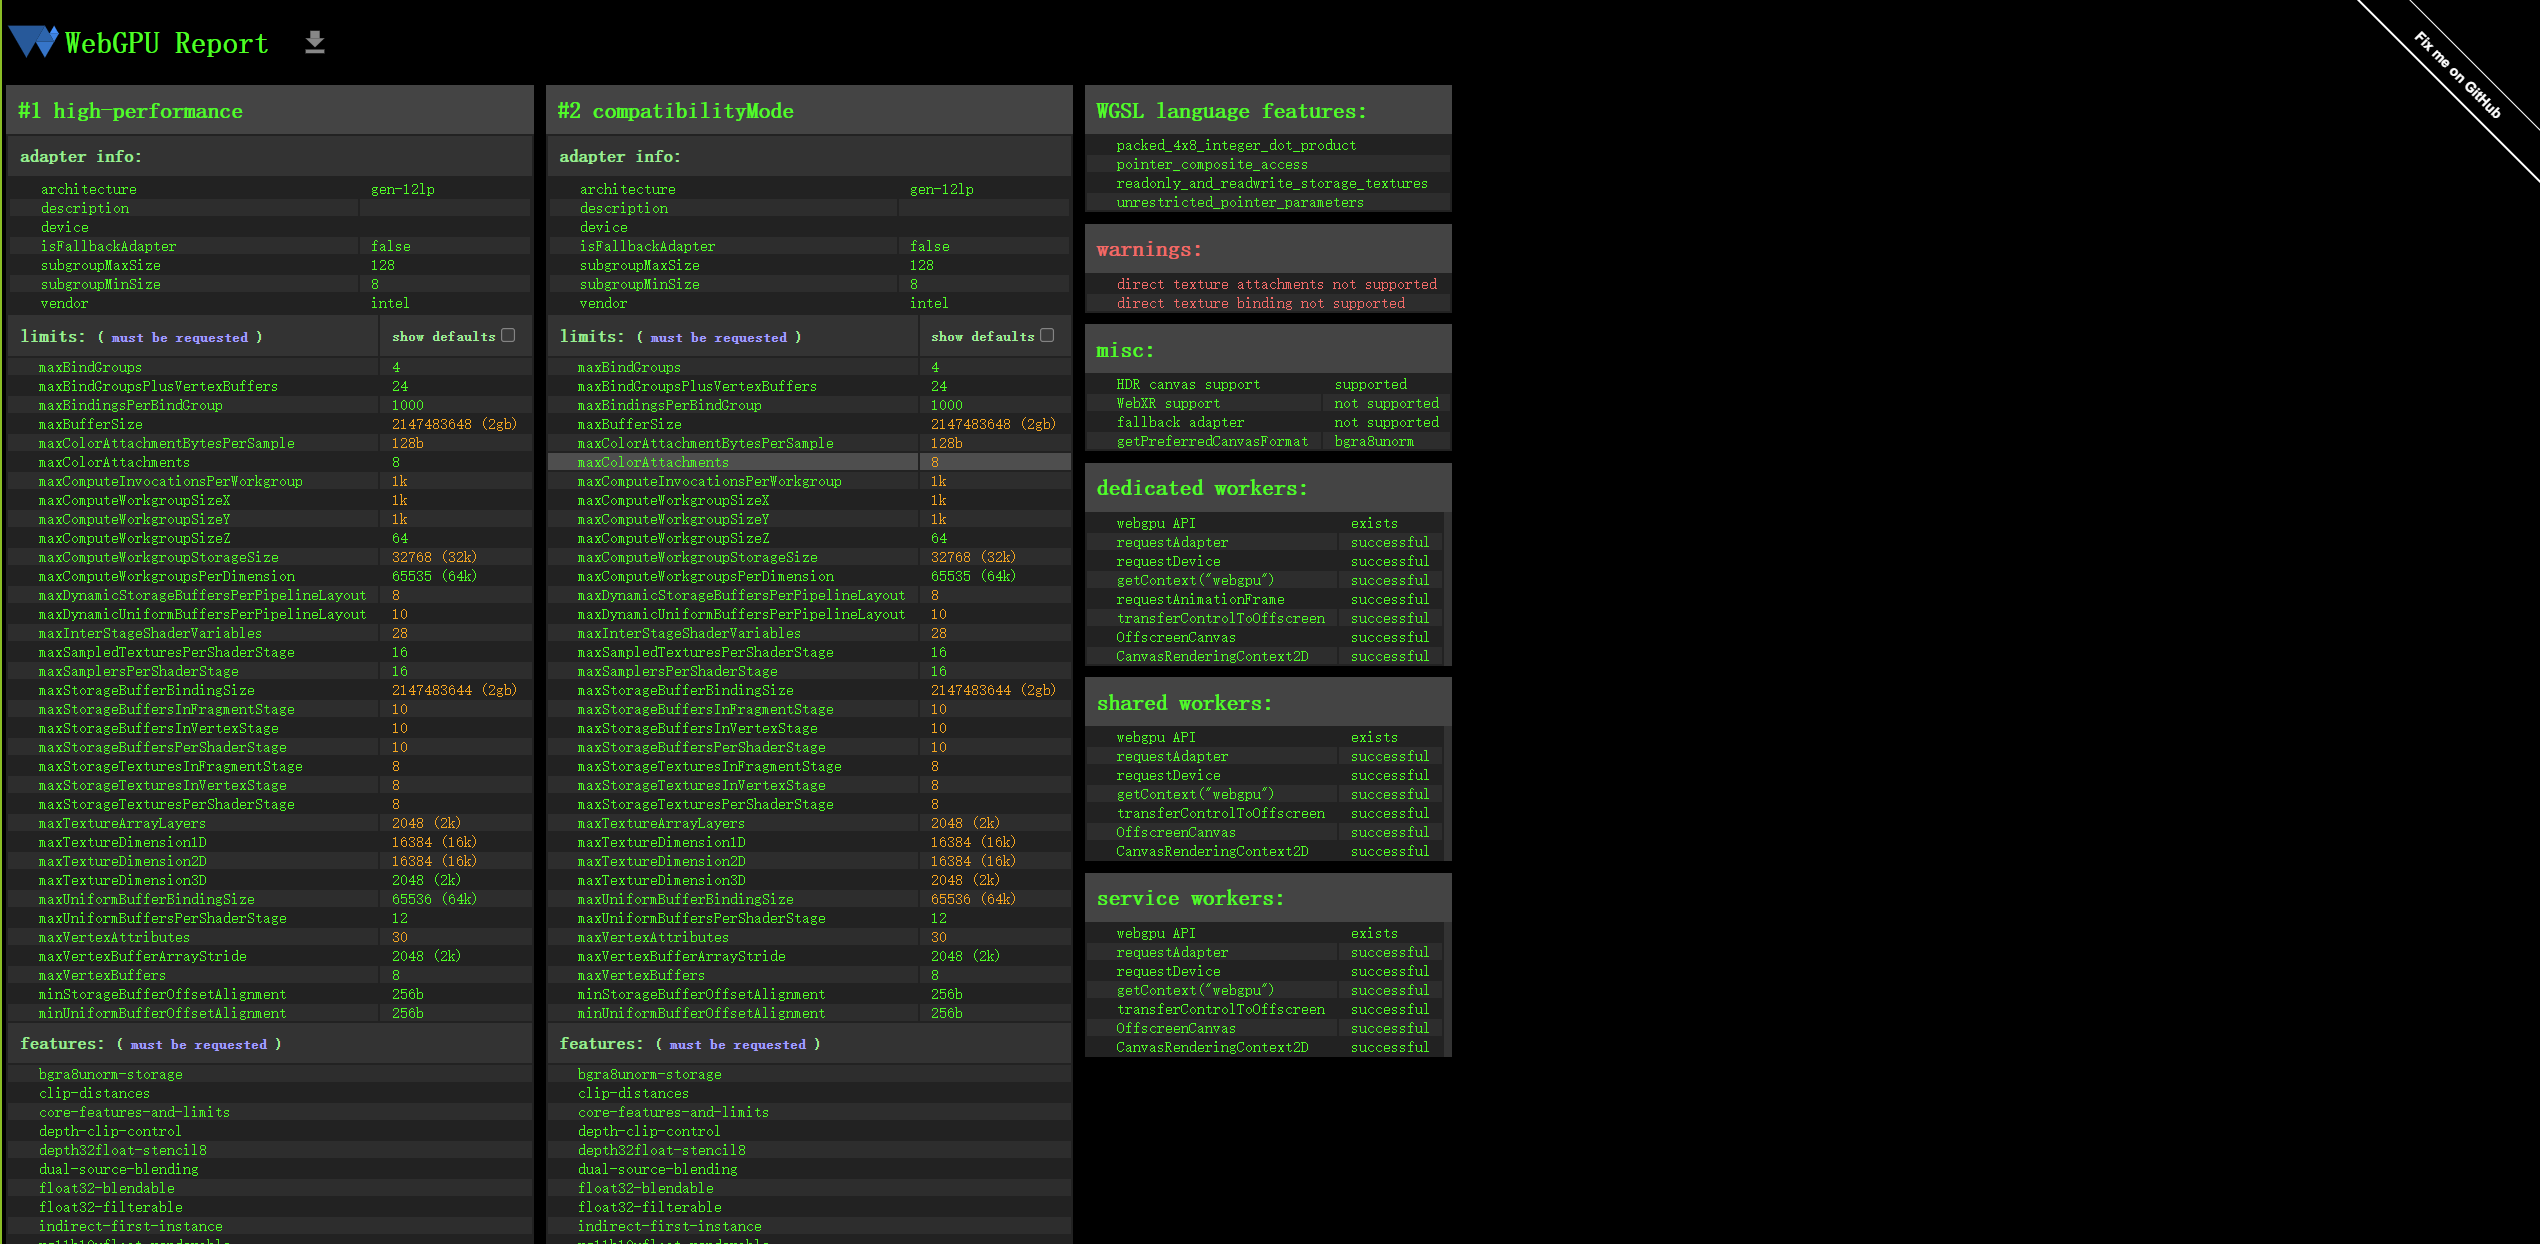 WebGPU Report
Fix me on GitHub
#1 high-performance
adapter info:
architecture gen-12lp
description
device
isFallbackAdapter false
subgroupMaxSize 128
subgroupMinSize 8
vendor intel
limits: ( must be requested ) show defaults
maxBindGroups 4
maxBindGroupsPlusVertexBuffers 24
maxBindingsPerBindGroup 1000
maxBufferSize 2147483648 (2gb)
maxColorAttachmentBytesPerSample 128b
maxColorAttachments 8
maxComputeInvocationsPerWorkgroup 1k
maxComputeWorkgroupSizeX 1k
maxComputeWorkgroupSizeY 1k
maxComputeWorkgroupSizeZ 64
maxComputeWorkgroupStorageSize 32768 (32k)
maxComputeWorkgroupsPerDimension 65535 (64k)
maxDynamicStorageBuffersPerPipelineLayout 8
maxDynamicUniformBuffersPerPipelineLayout 10
maxInterStageShaderVariables 28
maxSampledTexturesPerShaderStage 16
maxSamplersPerShaderStage 16
maxStorageBufferBindingSize 2147483644 (2gb)
maxStorageBuffersInFragmentStage 10
maxStorageBuffersInVertexStage 10
maxStorageBuffersPerShaderStage 10
maxStorageTexturesInFragmentStage 8
maxStorageTexturesInVertexStage 8
maxStorageTexturesPerShaderStage 8
maxTextureArrayLayers 2048 (2k)
maxTextureDimension1D 16384 (16k)
maxTextureDimension2D 16384 (16k)
maxTextureDimension3D 2048 (2k)
maxUniformBufferBindingSize 65536 (64k)
maxUniformBuffersPerShaderStage 12
maxVertexAttributes 30
maxVertexBufferArrayStride 2048 (2k)
maxVertexBuffers 8
minStorageBufferOffsetAlignment 256b
minUniformBufferOffsetAlignment 256b
features: ( must be requested )
bgra8unorm-storage
clip-distances
core-features-and-limits
depth-clip-control
depth32float-stencil8
dual-source-blending
float32-blendable
float32-filterable
indirect-first-instance
#2 compatibilityMode
adapter info:
architecture gen-12lp
description
device
isFallbackAdapter false
subgroupMaxSize 128
subgroupMinSize 8
vendor intel
limits: ( must be requested ) show defaults
maxBindGroups 4
maxBindGroupsPlusVertexBuffers 24
maxBindingsPerBindGroup 1000
maxBufferSize 2147483648 (2gb)
maxColorAttachmentBytesPerSample 128b
maxColorAttachments 8
maxComputeInvocationsPerWorkgroup 1k
maxComputeWorkgroupSizeX 1k
maxComputeWorkgroupSizeY 1k
maxComputeWorkgroupSizeZ 64
maxComputeWorkgroupStorageSize 32768 (32k)
maxComputeWorkgroupsPerDimension 65535 (64k)
maxDynamicStorageBuffersPerPipelineLayout 8
maxDynamicUniformBuffersPerPipelineLayout 10
maxInterStageShaderVariables 28
maxSampledTexturesPerShaderStage 16
maxSamplersPerShaderStage 16
maxStorageBufferBindingSize 2147483644 (2gb)
maxStorageBuffersInFragmentStage 10
maxStorageBuffersInVertexStage 10
maxStorageBuffersPerShaderStage 10
maxStorageTexturesInFragmentStage 8
maxStorageTexturesInVertexStage 8
maxStorageTexturesPerShaderStage 8
maxTextureArrayLayers 2048 (2k)
maxTextureDimension1D 16384 (16k)
maxTextureDimension2D 16384 (16k)
maxTextureDimension3D 2048 (2k)
maxUniformBufferBindingSize 65536 (64k)
maxUniformBuffersPerShaderStage 12
maxVertexAttributes 30
maxVertexBufferArrayStride 2048 (2k)
maxVertexBuffers 8
minStorageBufferOffsetAlignment 256b
minUniformBufferOffsetAlignment 256b
features: ( must be requested )
bgra8unorm-storage
clip-distances
core-features-and-limits
depth-clip-control
depth32float-stencil8
dual-source-blending
float32-blendable
float32-filterable
indirect-first-instance
WGSL language features:
packed_4x8_integer_dot_product
pointer_composite_access
readonly_and_readwrite_storage_textures
unrestricted_pointer_parameters
warnings:
direct texture attachments not supported
direct texture binding not supported
misc:
HDR canvas support supported
WebXR support not supported
fallback adapter not supported
getPreferredCanvasFormat bgra8unorm
dedicated workers:
webgpu API exists
requestAdapter successful
requestDevice successful
getContext("webgpu") successful
requestAnimationFrame successful
transferControlToOffscreen successful
OffscreenCanvas successful
CanvasRenderingContext2D successful
shared workers:
webgpu API exists
requestAdapter successful
requestDevice successful
getContext("webgpu") successful
transferControlToOffscreen successful
OffscreenCanvas successful
CanvasRenderingContext2D successful
service workers:
webgpu API exists
requestAdapter successful
requestDevice successful
getContext("webgpu") successful
transferControlToOffscreen successful
OffscreenCanvas successful
CanvasRenderingContext2D successful